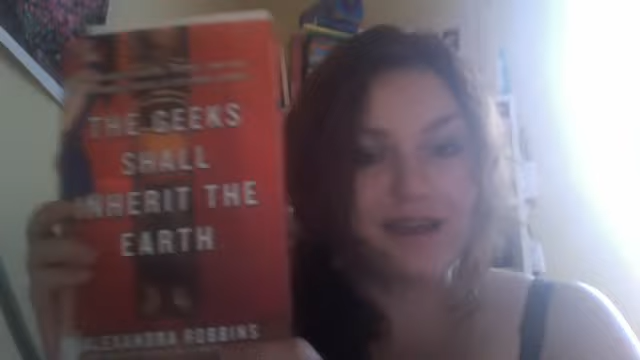 THE GEEKS
SHALL
INHERIT THE
EARTH
ALEXANDRA ROBBINS